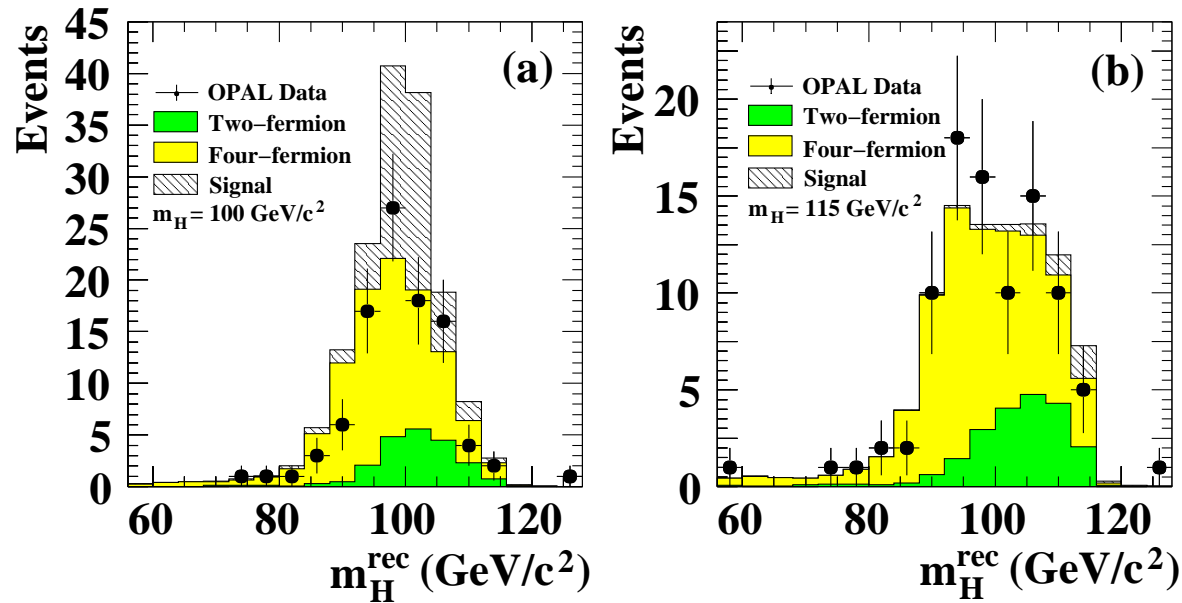 Events
45
40
35
30
25
20
15
10
5
0
(a)
OPAL Data
Two-fermion
Four-fermion
Signal
m_H = 100 GeV/c²
60 80 100 120
m_H^rec (GeV/c²)
Events
20
15
10
5
0
(b)
OPAL Data
Two-fermion
Four-fermion
Signal
m_H = 115 GeV/c²
60 80 100 120
m_H^rec (GeV/c²)